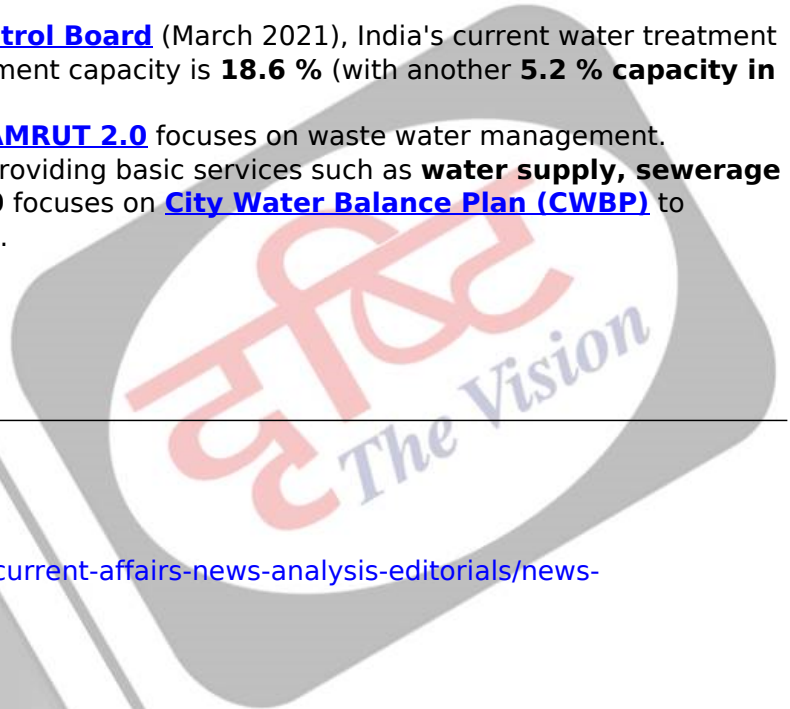 trol Board (March 2021), India's current water treatment
ment capacity is 18.6 % (with another 5.2 % capacity in
AMRUT 2.0 focuses on waste water management.
roviding basic services such as water supply, sewerage
0 focuses on City Water Balance Plan (CWBP) to
.
दृष्टि
The Vision
current-affairs-news-analysis-editorials/news-